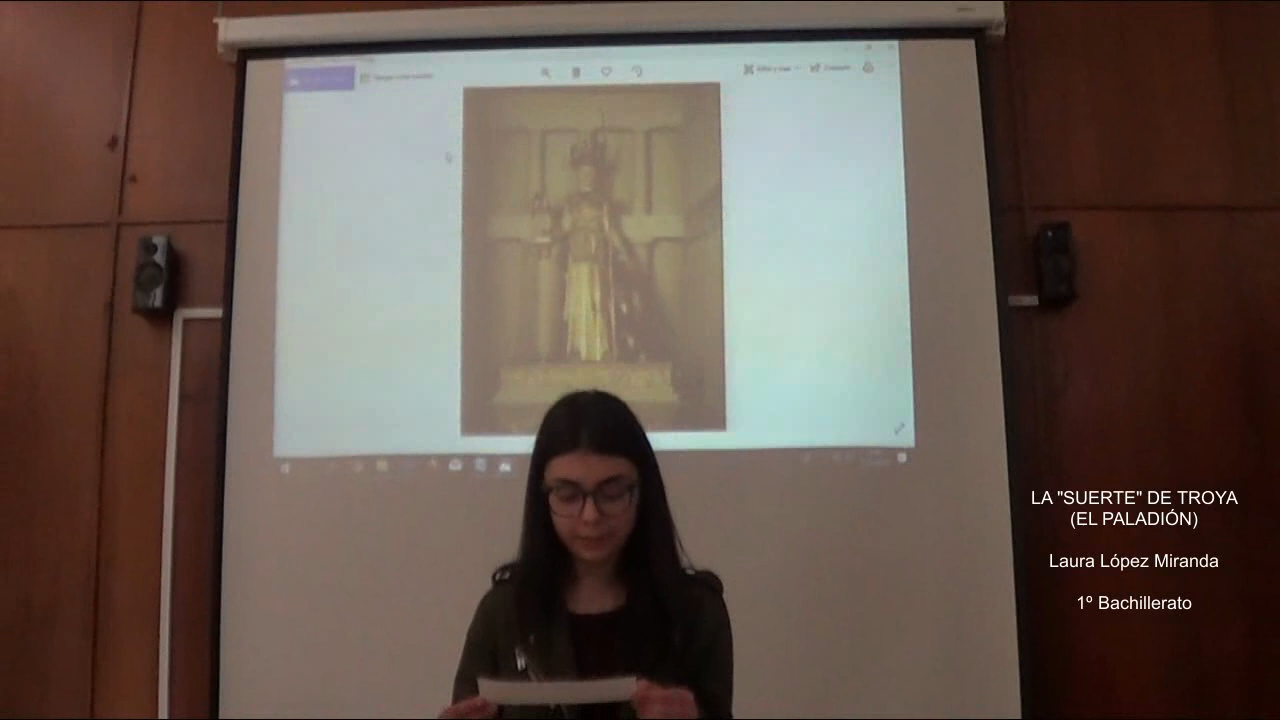 LA "SUERTE" DE TROYA
(EL PALADIÓN)
Laura López Miranda
1º Bachillerato